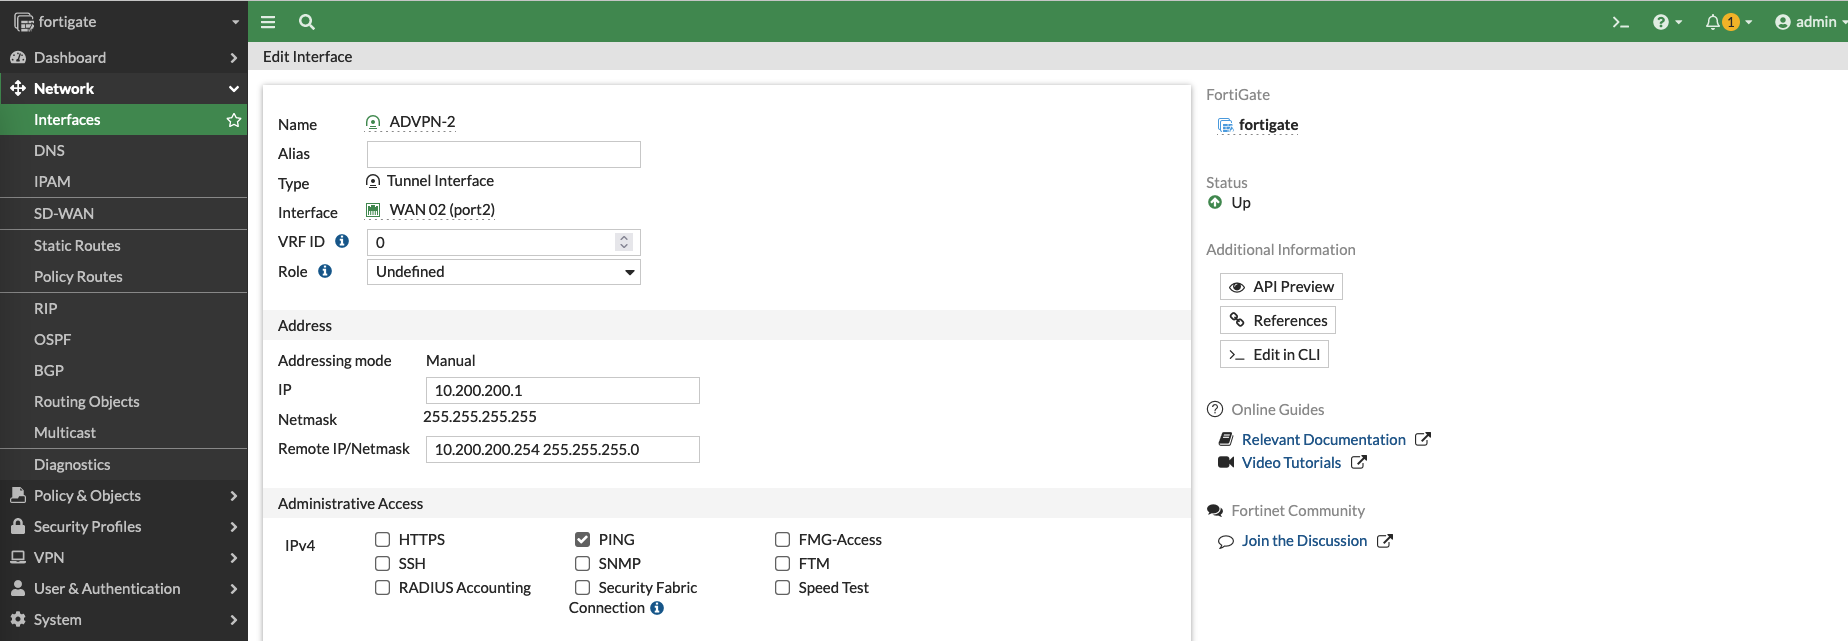 fortigate
1
admin
Dashboard
Edit Interface
Network
Interfaces
DNS
IPAM
SD-WAN
Static Routes
Policy Routes
RIP
OSPF
BGP
Routing Objects
Multicast
Diagnostics
Policy & Objects
Security Profiles
VPN
User & Authentication
System
Name ADVPN-2
Alias
Type Tunnel Interface
Interface WAN 02 (port2)
VRF ID 0
Role Undefined
Address
Addressing mode Manual
IP 10.200.200.1
Netmask 255.255.255.255
Remote IP/Netmask 10.200.200.254 255.255.255.0
Administrative Access
IPv4
HTTPS PING FMG-Access
SSH SNMP FTM
RADIUS Accounting Security Fabric Connection Speed Test
FortiGate
fortigate
Status
Up
Additional Information
API Preview
References
>_ Edit in CLI
Online Guides
Relevant Documentation
Video Tutorials
Fortinet Community
Join the Discussion